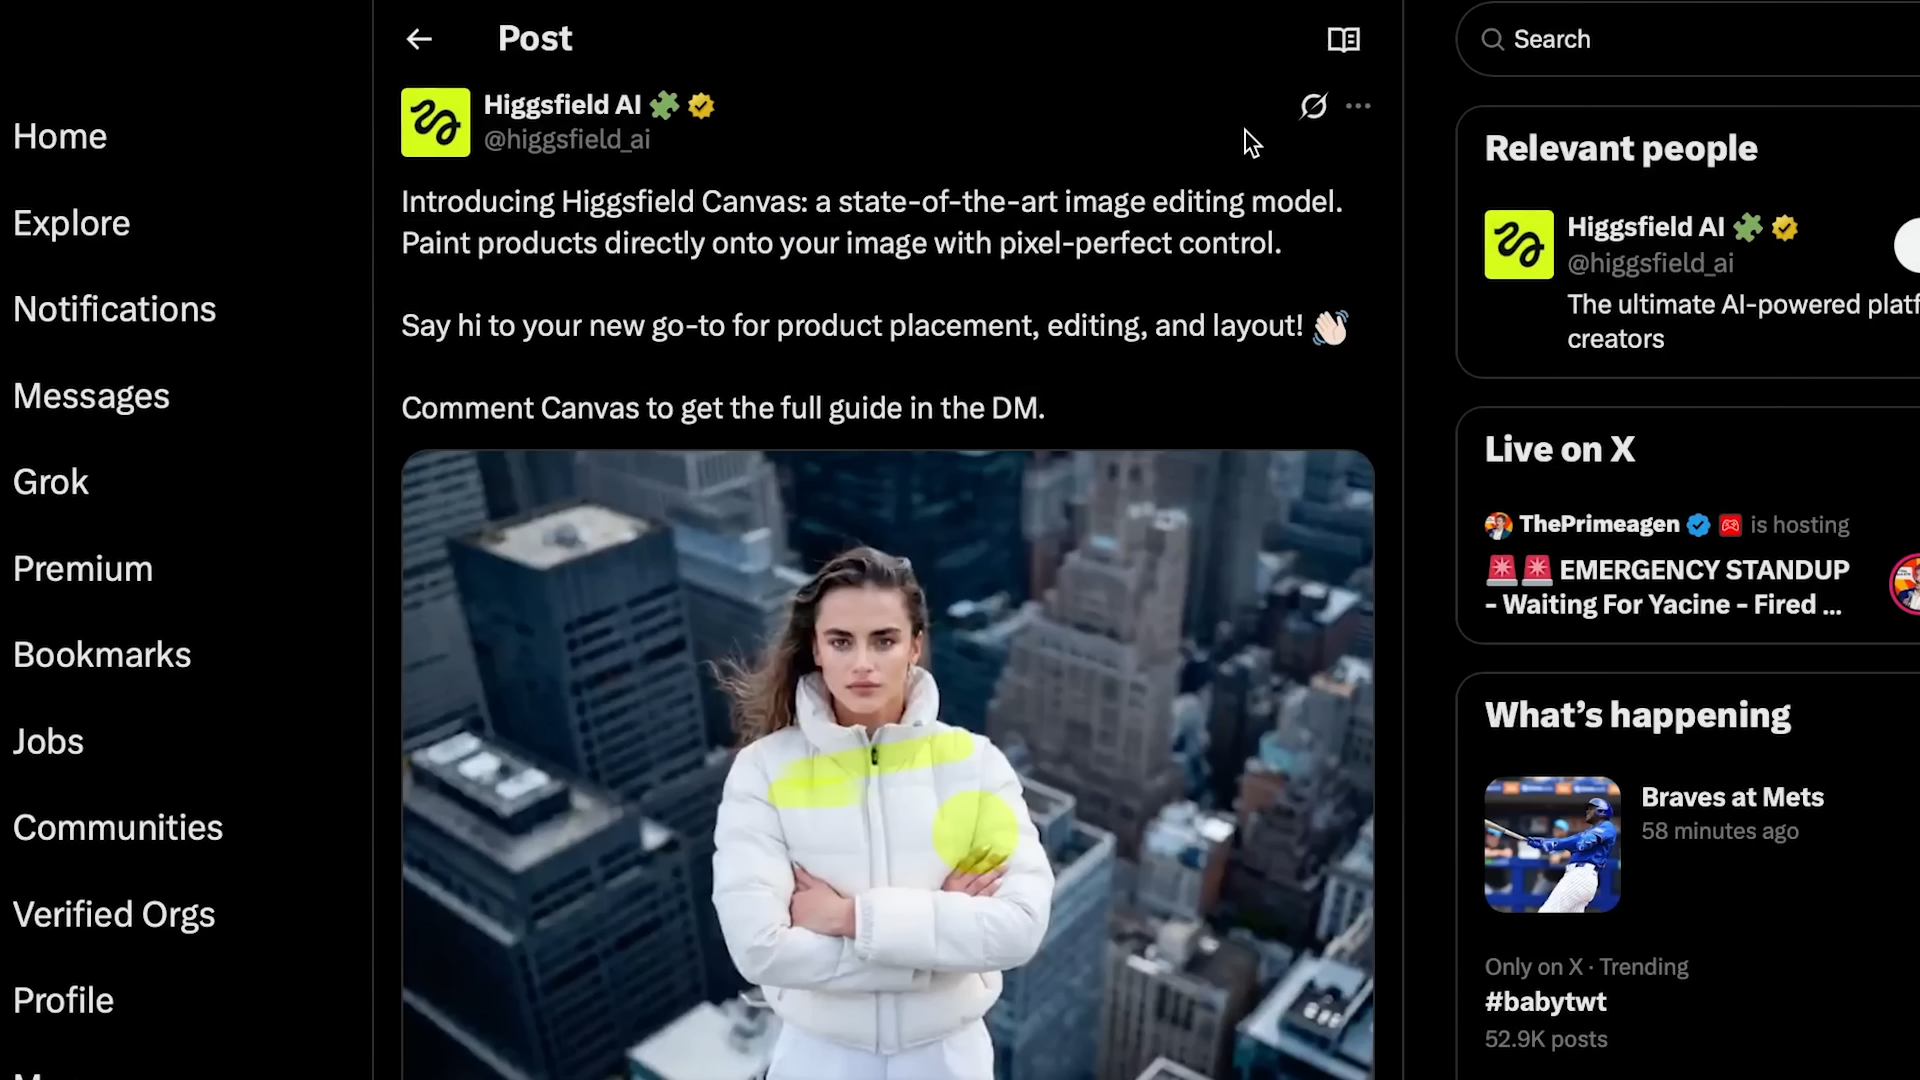 Home
Explore
Notifications
Messages
Grok
Premium
Bookmarks
Jobs
Communities
Verified Orgs
Profile
Post
Higgsfield AI
@higgsfield_ai
Introducing Higgsfield Canvas: a state-of-the-art image editing model.
Paint products directly onto your image with pixel-perfect control.
Say hi to your new go-to for product placement, editing, and layout! 👋🏻
Comment Canvas to get the full guide in the DM.
Search
Relevant people
Higgsfield AI
@higgsfield_ai
The ultimate AI-powered platf
creators
Live on X
ThePrimeagen is hosting
🚨🚨 EMERGENCY STANDUP
- Waiting For Yacine - Fired ...
What's happening
Braves at Mets
58 minutes ago
Only on X · Trending
#babytwt
52.9K posts